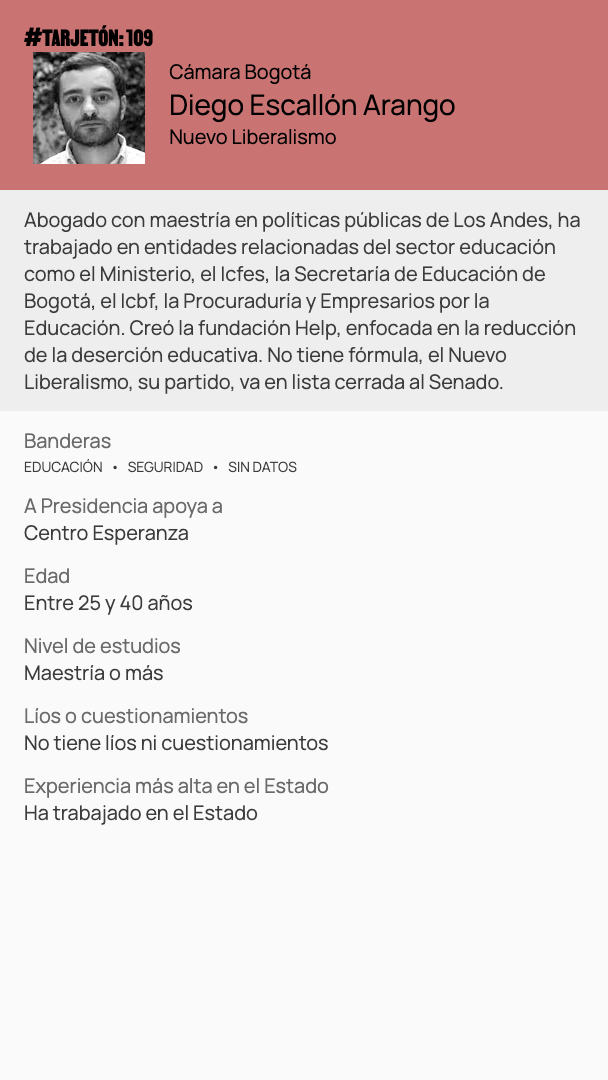 #TARJETÓN: 109
Cámara Bogotá
Diego Escallón Arango
Nuevo Liberalismo
Abogado con maestría en políticas públicas de Los Andes, ha
trabajado en entidades relacionadas del sector educación
como el Ministerio, el Icfes, la Secretaría de Educación de
Bogotá, el Icbf, la Procuraduría y Empresarios por la
Educación. Creó la fundación Help, enfocada en la reducción
de la deserción educativa. No tiene fórmula, el Nuevo
Liberalismo, su partido, va en lista cerrada al Senado.
Banderas
EDUCACIÓN • SEGURIDAD • SIN DATOS
A Presidencia apoya a
Centro Esperanza
Edad
Entre 25 y 40 años
Nivel de estudios
Maestría o más
Líos o cuestionamientos
No tiene líos ni cuestionamientos
Experiencia más alta en el Estado
Ha trabajado en el Estado